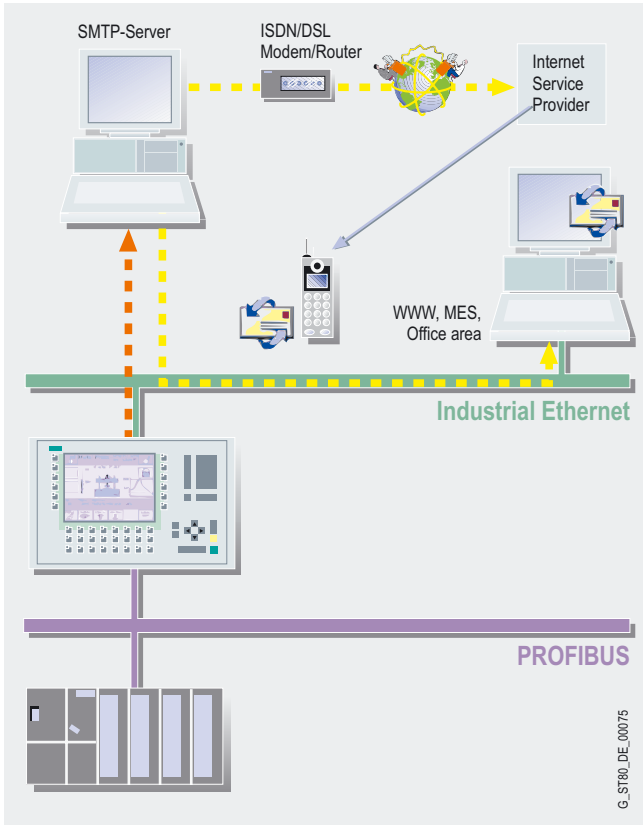 SMTP-Server
ISDN/DSL
Modem/Router
Internet
Service
Provider
WWW, MES,
Office area
Industrial Ethernet
PROFIBUS
G_ST80_DE_00075